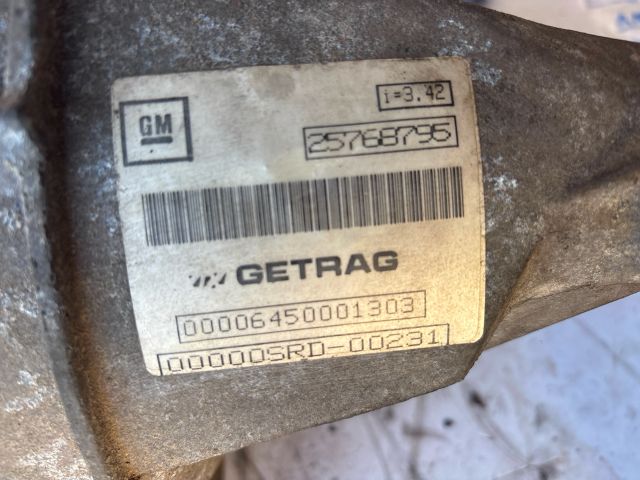 i=3.42
GM
25768795
GETRAG
00006450001303
00000SRD-00231